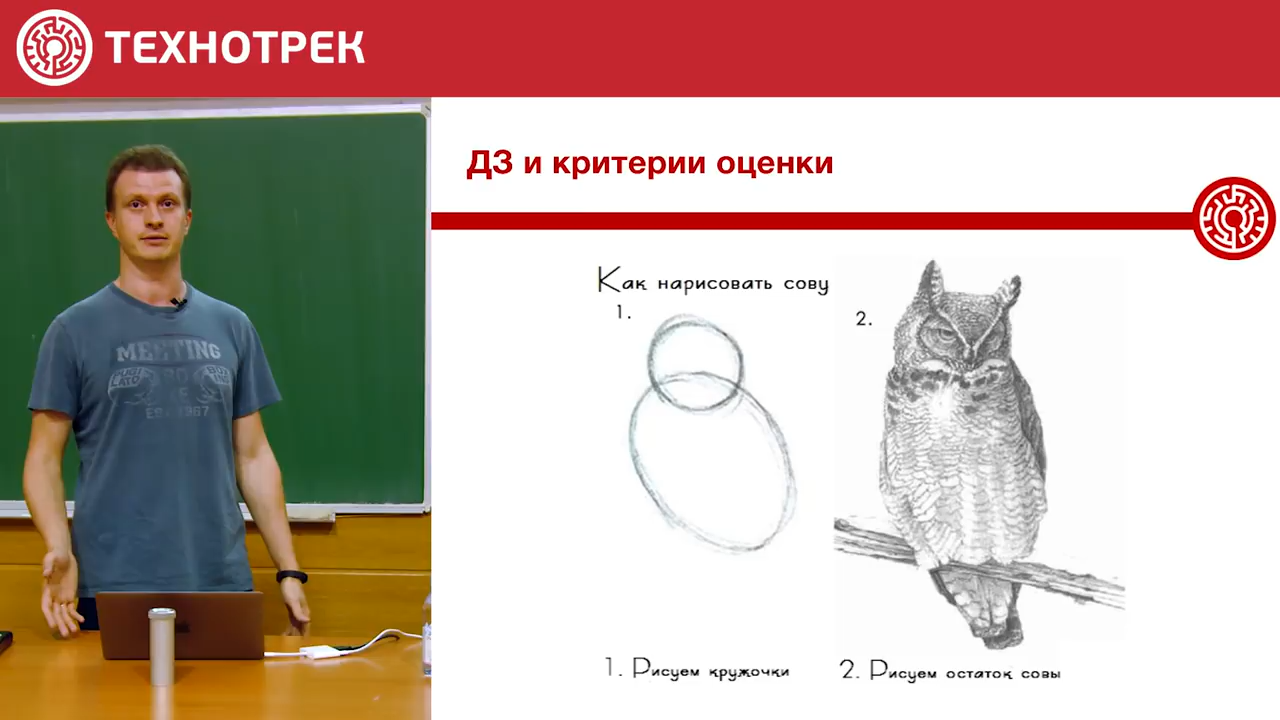 ТЕХНОТРЕК
ДЗ и критерии оценки
Как нарисовать сову
1.
2.
1. Рисуем кружочки
2. Рисуем остаток совы
MEETING